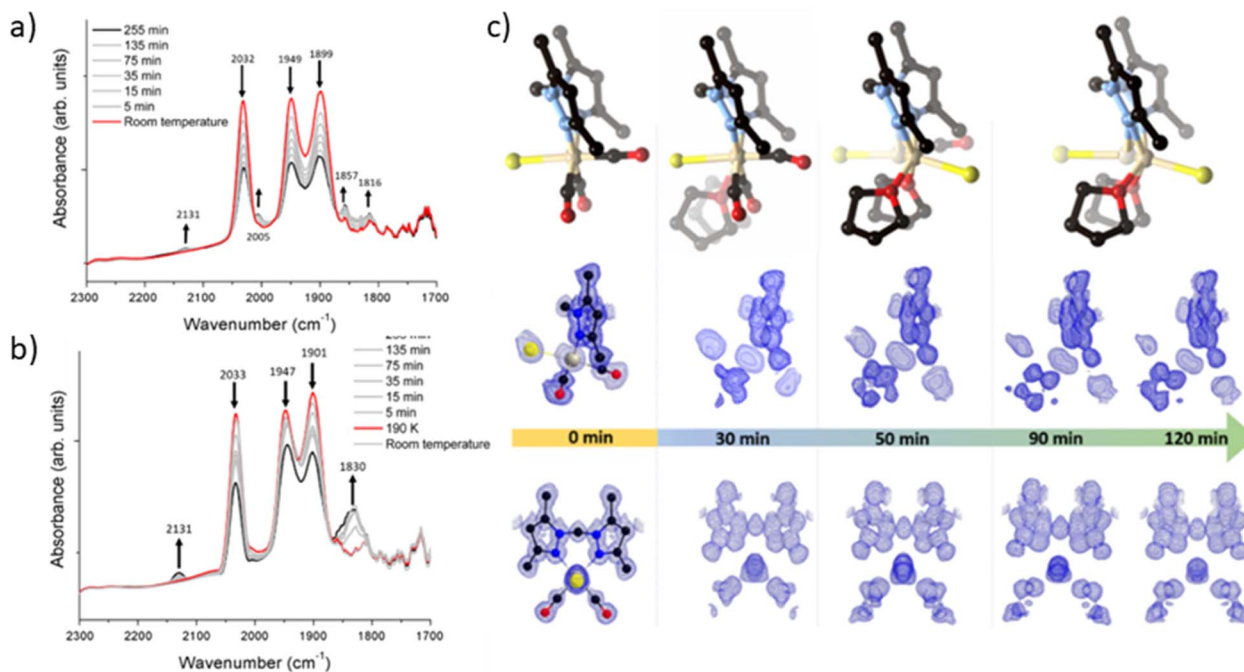 a)
255 min
135 min
75 min
35 min
15 min
5 min
Room temperature
2032
1949
1899
2131
2005
1857
1816
Absorbance (arb. units)
2300 2200 2100 2000 1900 1800 1700
Wavenumber (cm-1)
b)
135 min
75 min
35 min
15 min
5 min
190 K
Room temperature
2033
1947
1901
2131
1830
Absorbance (arb. units)
2300 2200 2100 2000 1900 1800 1700
Wavenumber (cm-1)
c)
0 min 30 min 50 min 90 min 120 min